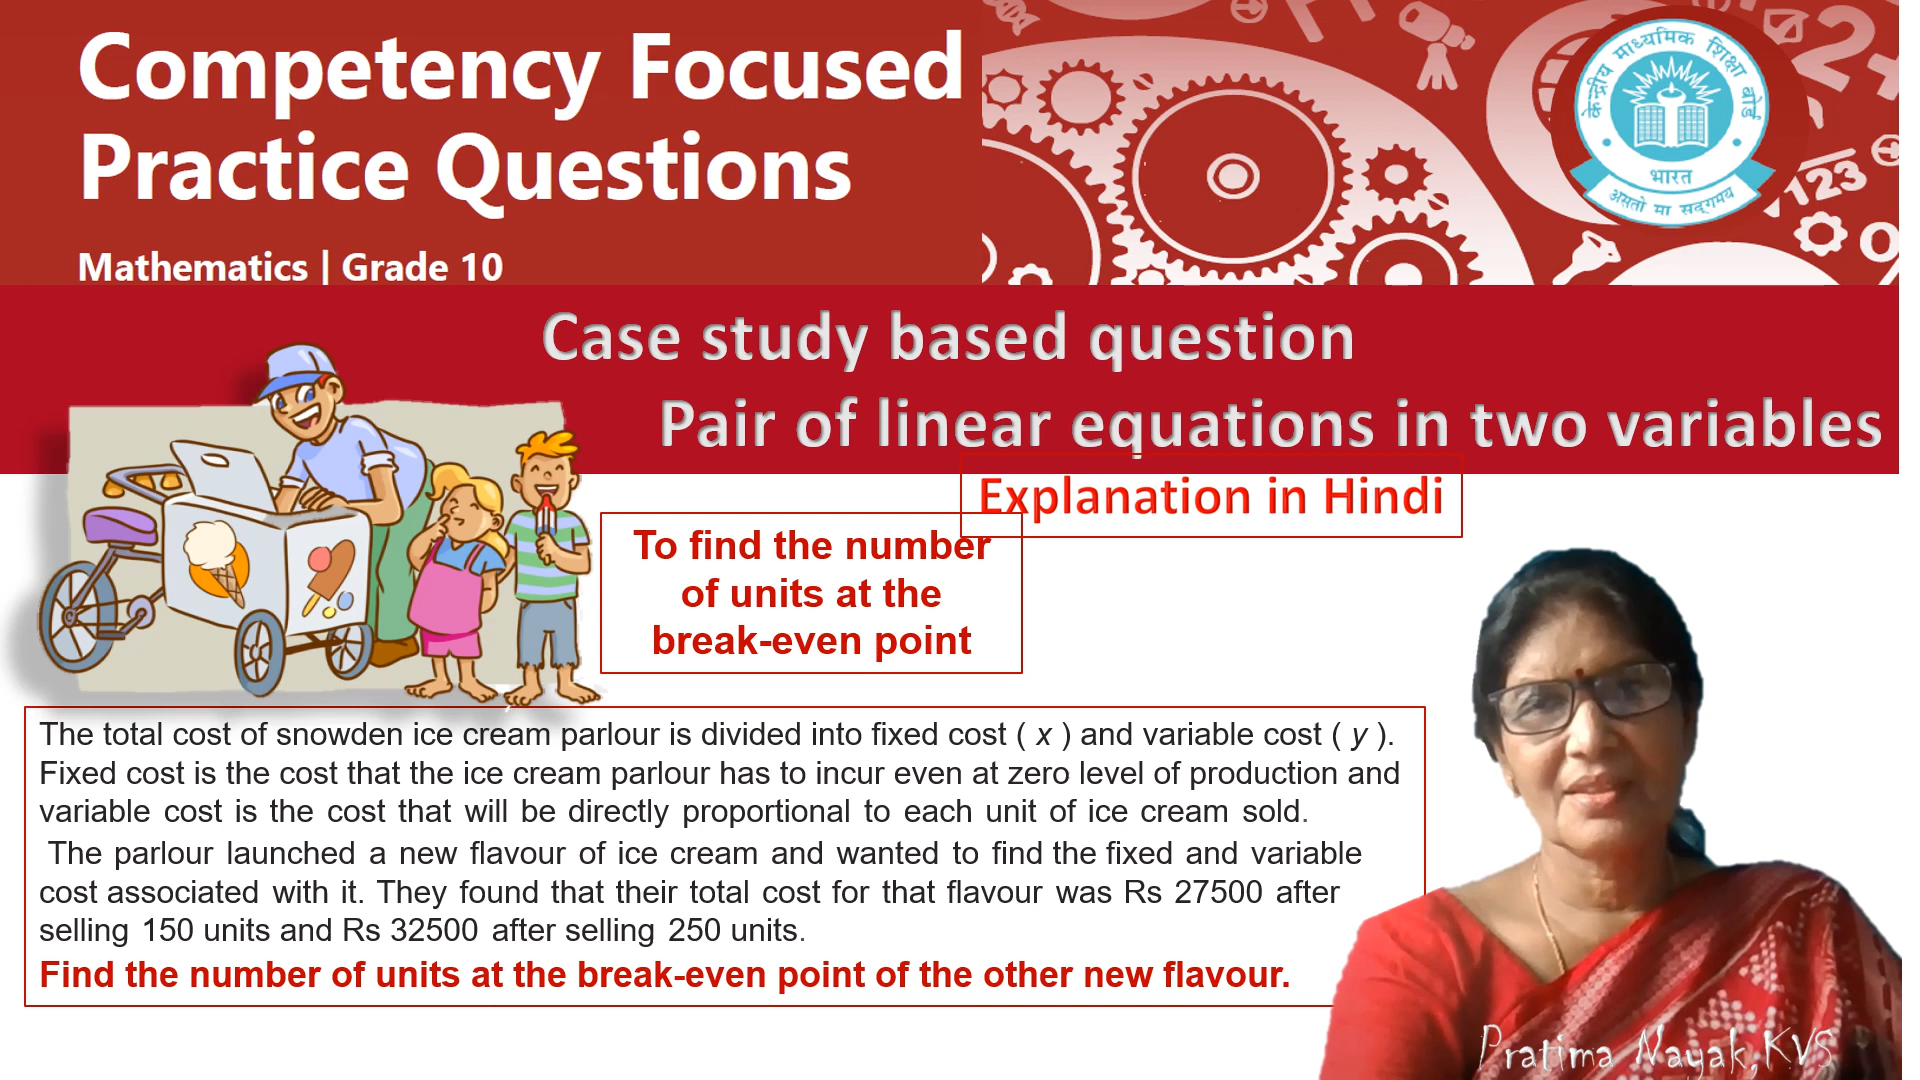 Competency Focused
Practice Questions
Mathematics | Grade 10
केन्द्रीय माध्यमिक शिक्षा बोर्ड
भारत
असतो मा सद्गमय
2+
123
%
Case study based question
Pair of linear equations in two variables
Explanation in Hindi
To find the number
of units at the
break-even point
The total cost of snowden ice cream parlour is divided into fixed cost ( x ) and variable cost ( y ).
Fixed cost is the cost that the ice cream parlour has to incur even at zero level of production and
variable cost is the cost that will be directly proportional to each unit of ice cream sold.
The parlour launched a new flavour of ice cream and wanted to find the fixed and variable
cost associated with it. They found that their total cost for that flavour was Rs 27500 after
selling 150 units and Rs 32500 after selling 250 units.
Find the number of units at the break-even point of the other new flavour.
Pratima Nayak,KVS